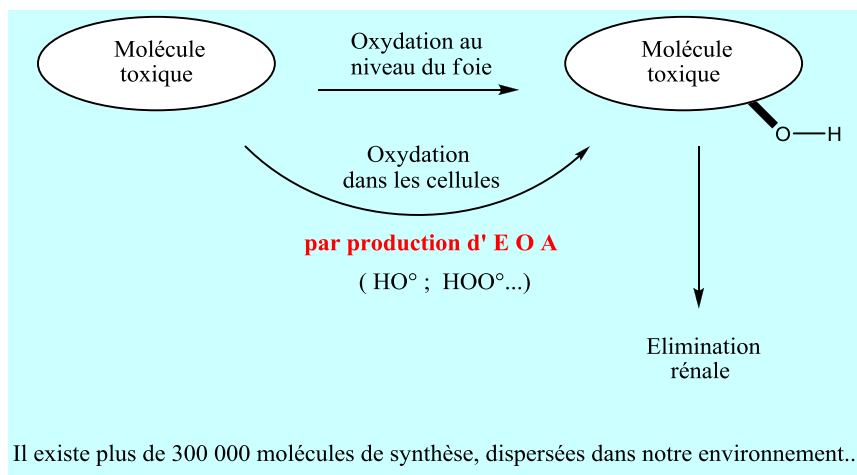 Molécule
toxique
Oxydation au
niveau du foie
Molécule
toxique
O—H
Oxydation
dans les cellules
par production d' E O A
( HO° ; HOO°...)
Elimination
rénale
Il existe plus de 300 000 molécules de synthèse, dispersées dans notre environnement..